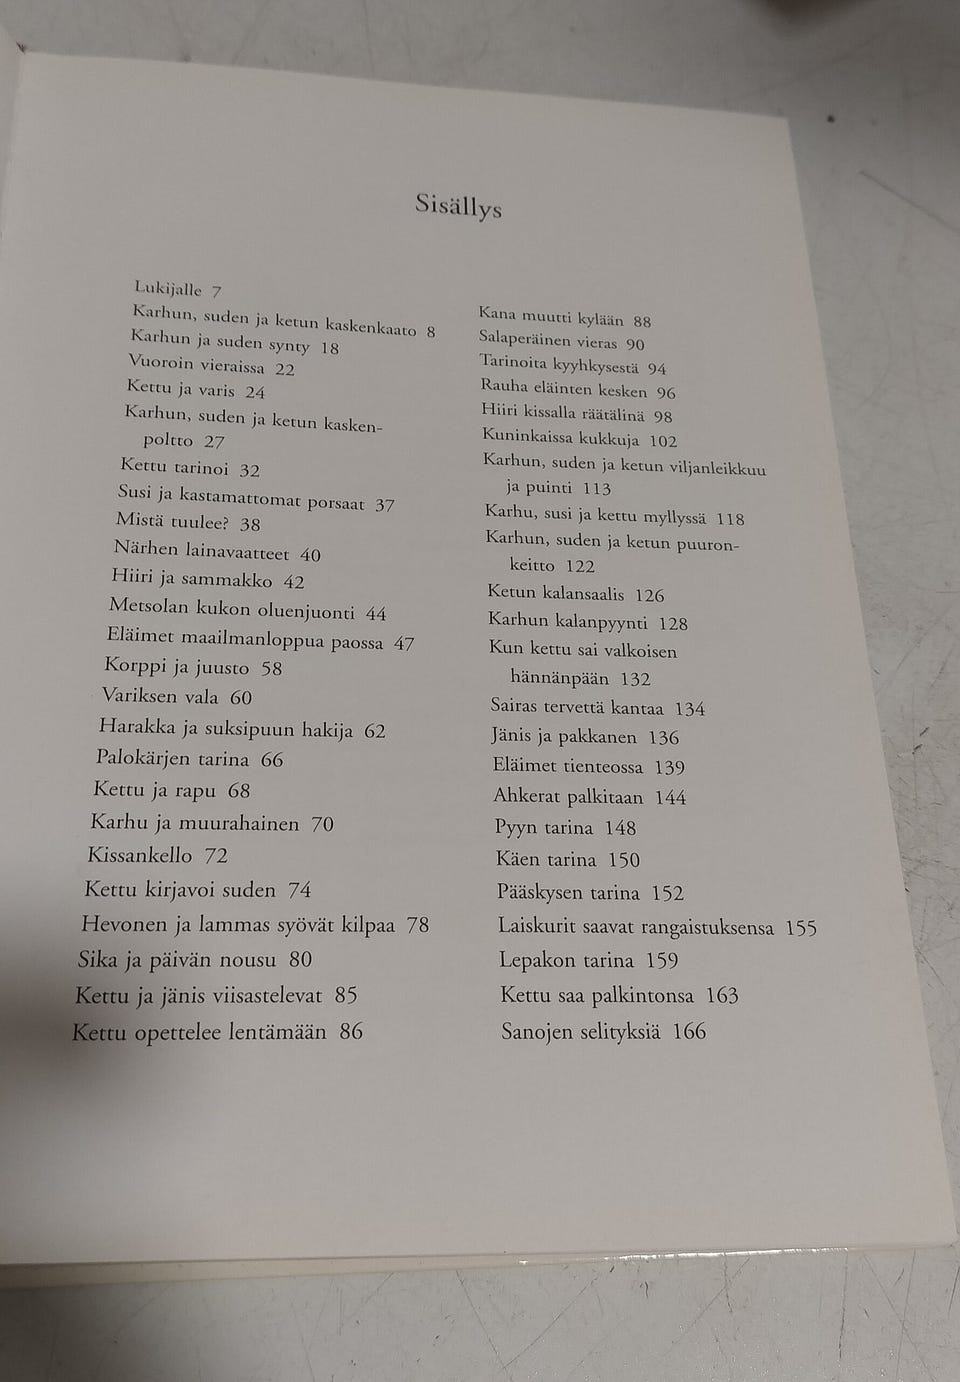 Sisällys
Lukijalle 7
Karhun, suden ja ketun kaskenkaato 8
Karhun ja suden synty 18
Vuoroin vieraissa 22
Kettu ja varis 24
Karhun, suden ja ketun kasken-
poltto 27
Kettu tarinoi 32
Susi ja kastamattomat porsaat 37
Mistä tuulee? 38
Närhen lainavaatteet 40
Hiiri ja sammakko 42
Metsolan kukon oluenjuonti 44
Eläimet maailmanloppua paossa 47
Korppi ja juusto 58
Variksen vala 60
Harakka ja suksipuun hakija 62
Palokärjen tarina 66
Kettu ja rapu 68
Karhu ja muurahainen 70
Kissankello 72
Kettu kirjavoi suden 74
Hevonen ja lammas syövät kilpaa 78
Sika ja päivän nousu 80
Kettu ja jänis viisastelevat 85
Kettu opettelee lentämään 86
Kana muutti kylään 88
Salaperäinen vieras 90
Tarinoita kyyhkysestä 94
Rauha eläinten kesken 96
Hiiri kissalla räätälinä 98
Kuninkaissa kukkuja 102
Karhun, suden ja ketun viljanleikkuu
ja puinti 113
Karhu, susi ja kettu myllyssä 118
Karhun, suden ja ketun puuron-
keitto 122
Ketun kalansaalis 126
Karhun kalanpyynti 128
Kun kettu sai valkoisen
hännänpään 132
Sairas tervettä kantaa 134
Jänis ja pakkanen 136
Eläimet tienteossa 139
Ahkerat palkitaan 144
Pyyn tarina 148
Käen tarina 150
Pääskysen tarina 152
Laiskurit saavat rangaistuksensa 155
Lepakon tarina 159
Kettu saa palkintonsa 163
Sanojen selityksiä 166